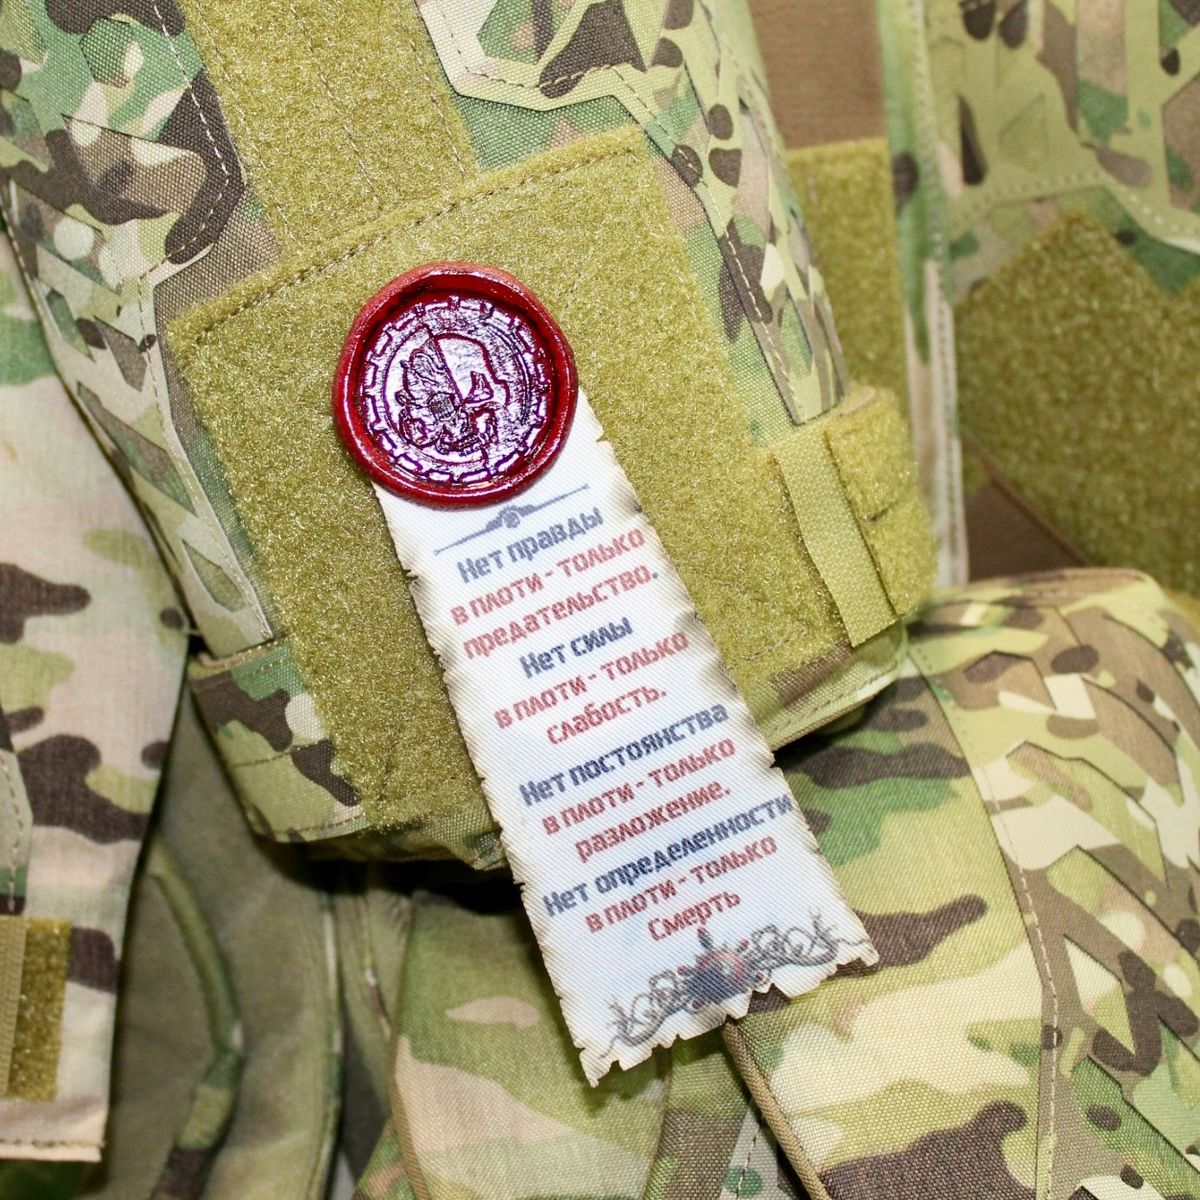 Нет правды
в плоти - только
предательство.
Нет силы
в плоти - только
слабость.
Нет постоянства
в плоти - только
разложение.
Нет определенности
в плоти - только
Смерть